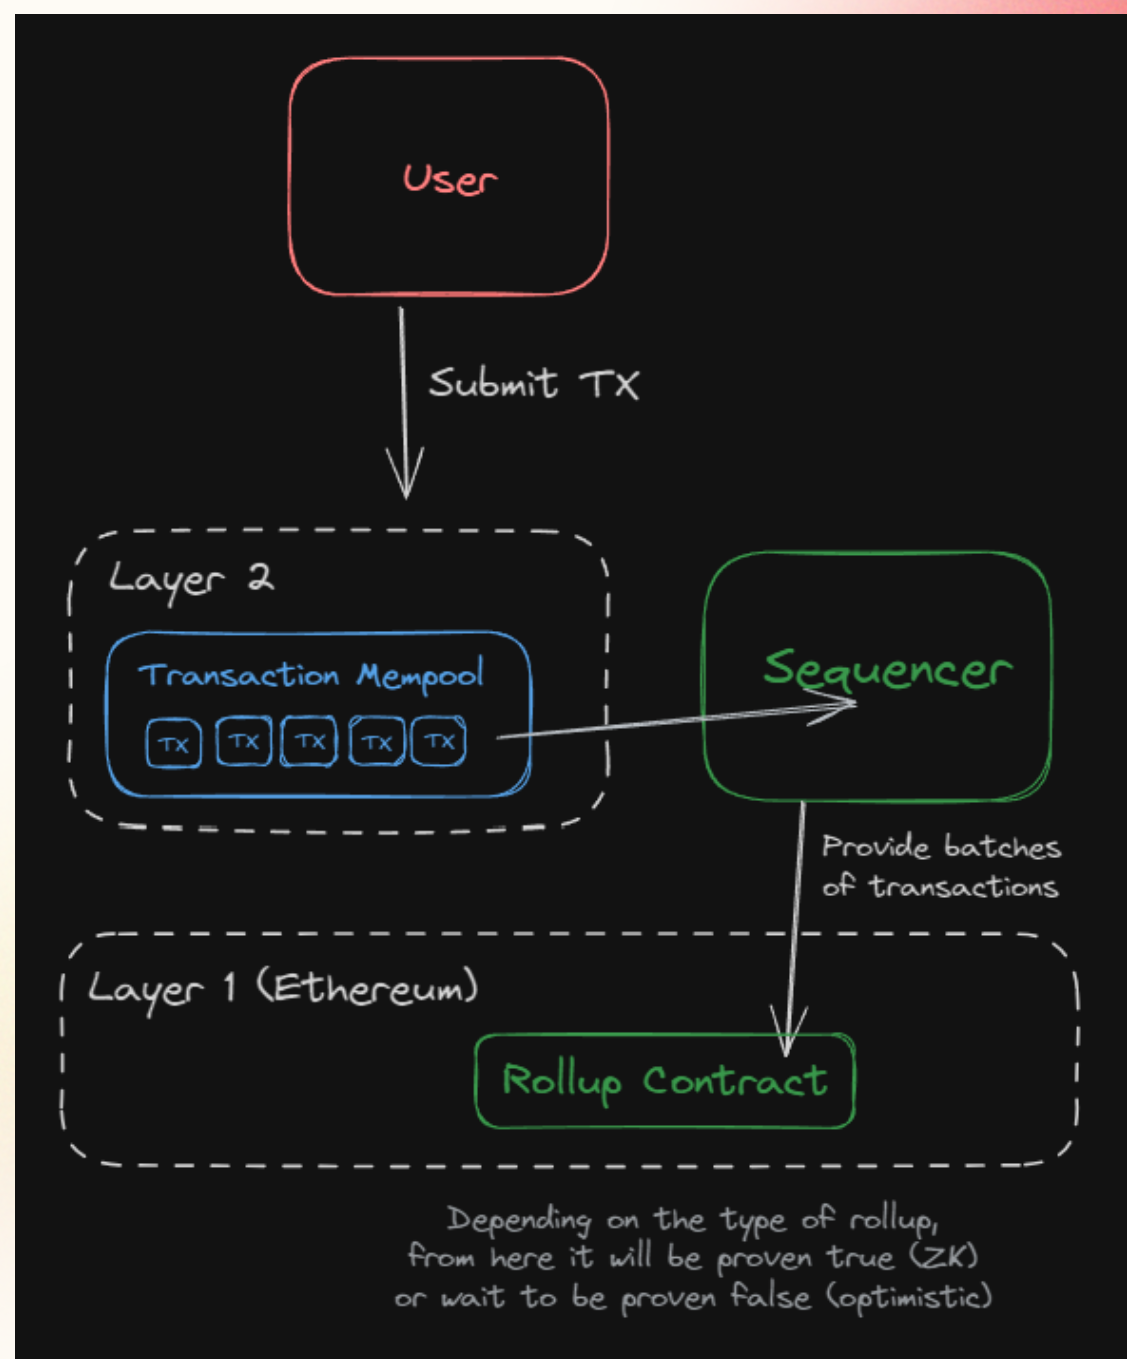 User
Submit TX
Layer 2
Transaction Mempool
TX TX TX TX TX
Sequencer
Provide batches
of transactions
Layer 1 (Ethereum)
Rollup Contract
Depending on the type of rollup,
from here it will be proven true (ZK)
or wait to be proven false (optimistic)